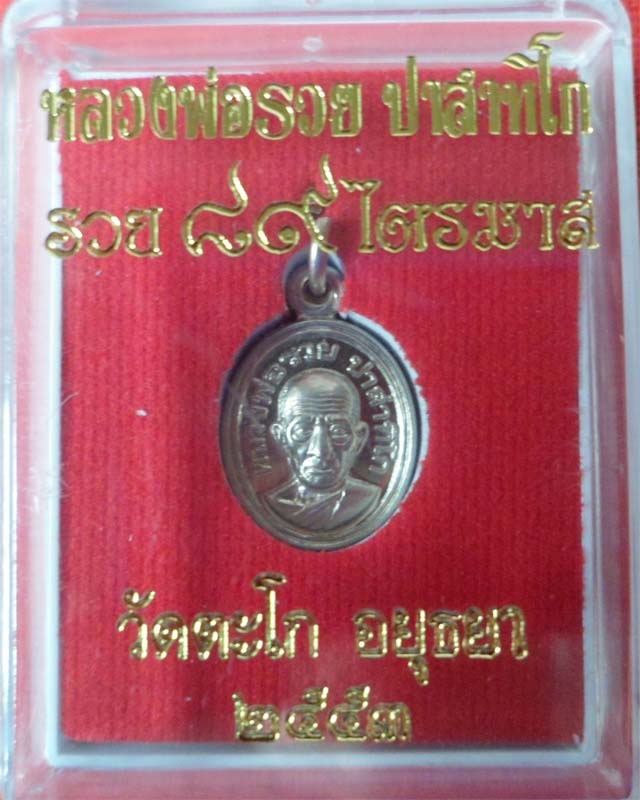 หลวงพ่อรวย ปาสาทิโก
รวย ๘๙ ไตรมาส
หลวงพ่อรวย ปาสาทิโก
วัดตะโก อยุธยา
๒๕๕๓